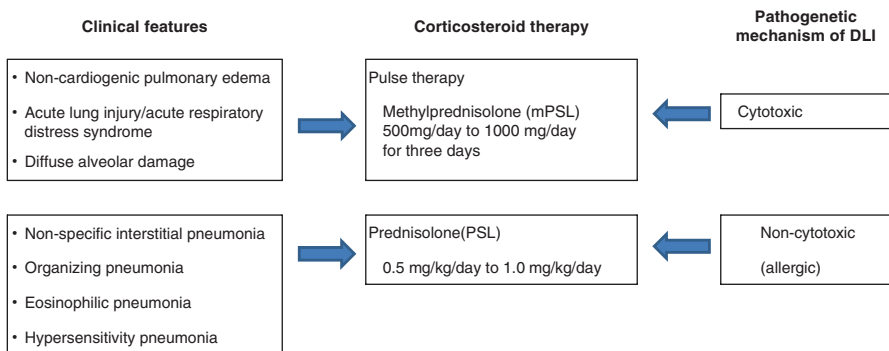 Clinical features
Corticosteroid therapy
Pathogenetic
mechanism of DLI
• Non-cardiogenic pulmonary edema
• Acute lung injury/acute respiratory
distress syndrome
• Diffuse alveolar damage
Pulse therapy
Methylprednisolone (mPSL)
500mg/day to 1000 mg/day
for three days
Cytotoxic
• Non-specific interstitial pneumonia
• Organizing pneumonia
• Eosinophilic pneumonia
• Hypersensitivity pneumonia
Prednisolone(PSL)
0.5 mg/kg/day to 1.0 mg/kg/day
Non-cytotoxic
(allergic)